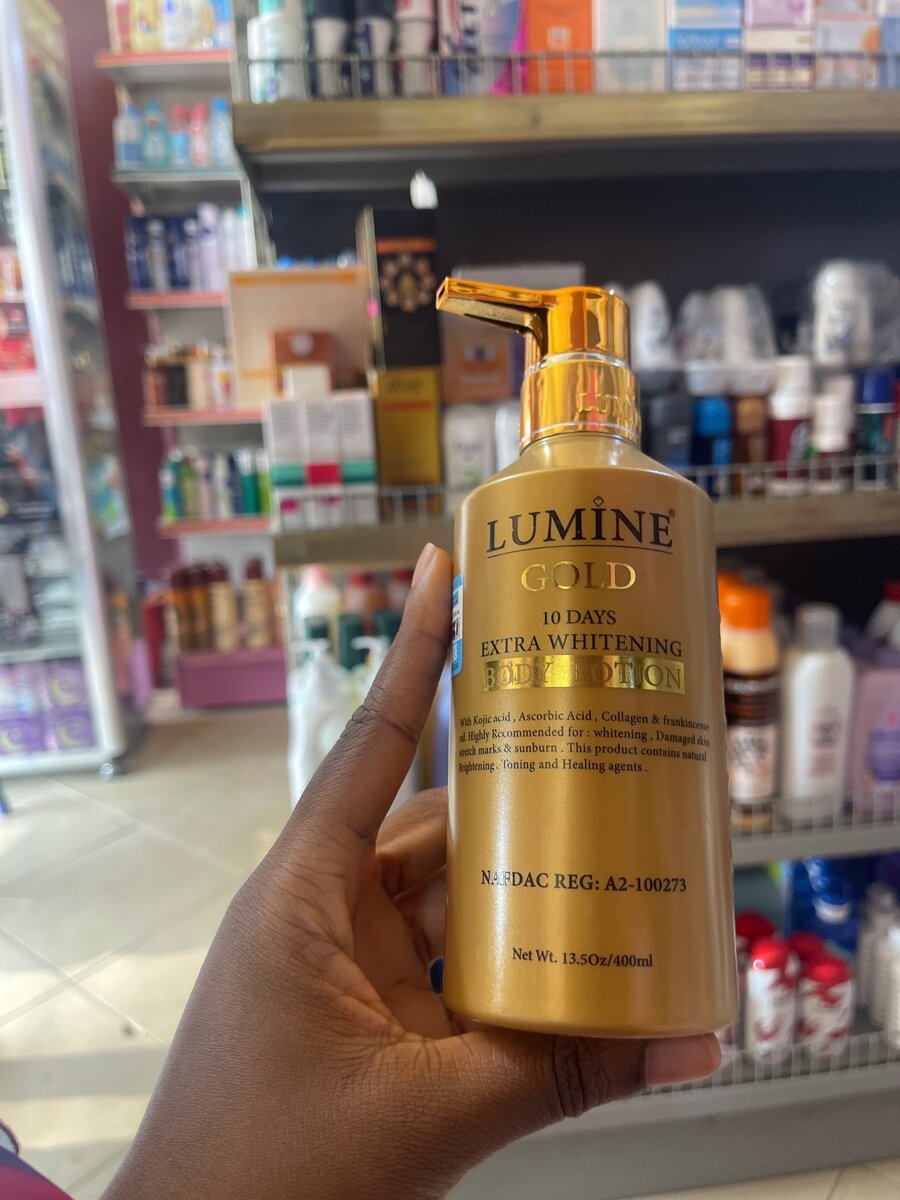 LUMINE®
GOLD
10 DAYS
EXTRA WHITENING
BODY LOTION
With Kojic acid , Ascorbic Acid , Collagen & frankincense
oil. Highly Recommended for : whitening , Damaged skin
stretch marks & sunburn . This product contains natural
Brightening , Toning and Healing agents .
NAFDAC REG: A2-100273
Net Wt. 13.5Oz/400ml